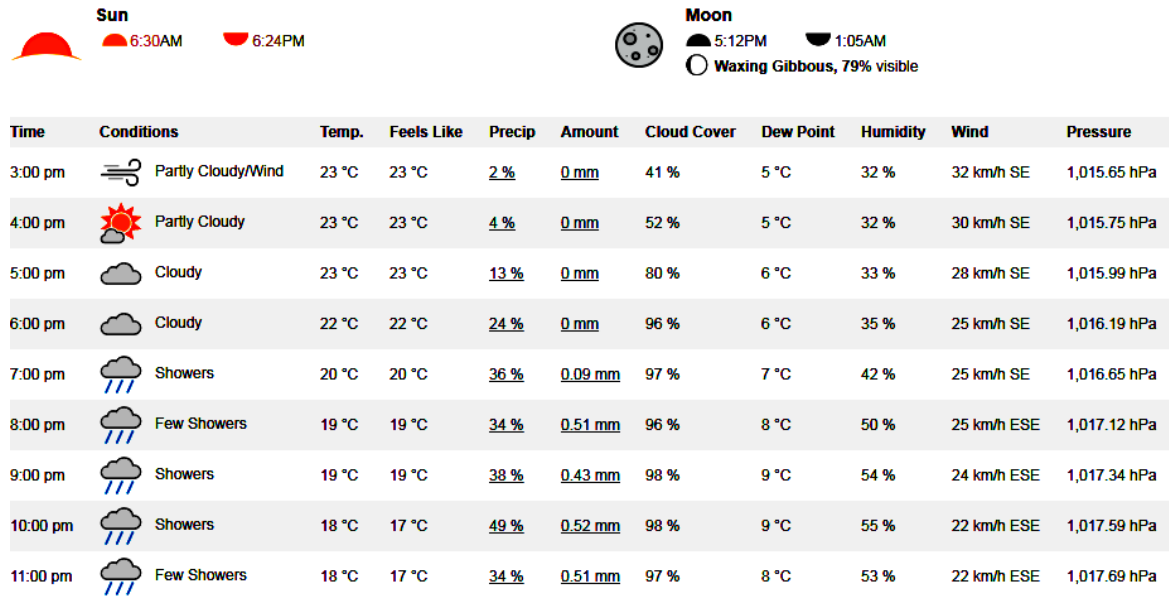 Sun
6:30AM 6:24PM
Moon
5:12PM 1:05AM
Waxing Gibbous, 79% visible
Time Conditions Temp. Feels Like Precip Amount Cloud Cover Dew Point Humidity Wind Pressure
3:00 pm Partly Cloudy/Wind 23 °C 23 °C 2 % 0 mm 41 % 5 °C 32 % 32 km/h SE 1,015.65 hPa
4:00 pm Partly Cloudy 23 °C 23 °C 4 % 0 mm 52 % 5 °C 32 % 30 km/h SE 1,015.75 hPa
5:00 pm Cloudy 23 °C 23 °C 13 % 0 mm 80 % 6 °C 33 % 28 km/h SE 1,015.99 hPa
6:00 pm Cloudy 22 °C 22 °C 24 % 0 mm 96 % 6 °C 35 % 25 km/h SE 1,016.19 hPa
7:00 pm Showers 20 °C 20 °C 36 % 0.09 mm 97 % 7 °C 42 % 25 km/h SE 1,016.65 hPa
8:00 pm Few Showers 19 °C 19 °C 34 % 0.51 mm 96 % 8 °C 50 % 25 km/h ESE 1,017.12 hPa
9:00 pm Showers 19 °C 19 °C 38 % 0.43 mm 98 % 9 °C 54 % 24 km/h ESE 1,017.34 hPa
10:00 pm Showers 18 °C 17 °C 49 % 0.52 mm 98 % 9 °C 55 % 22 km/h ESE 1,017.59 hPa
11:00 pm Few Showers 18 °C 17 °C 34 % 0.51 mm 97 % 8 °C 53 % 22 km/h ESE 1,017.69 hPa